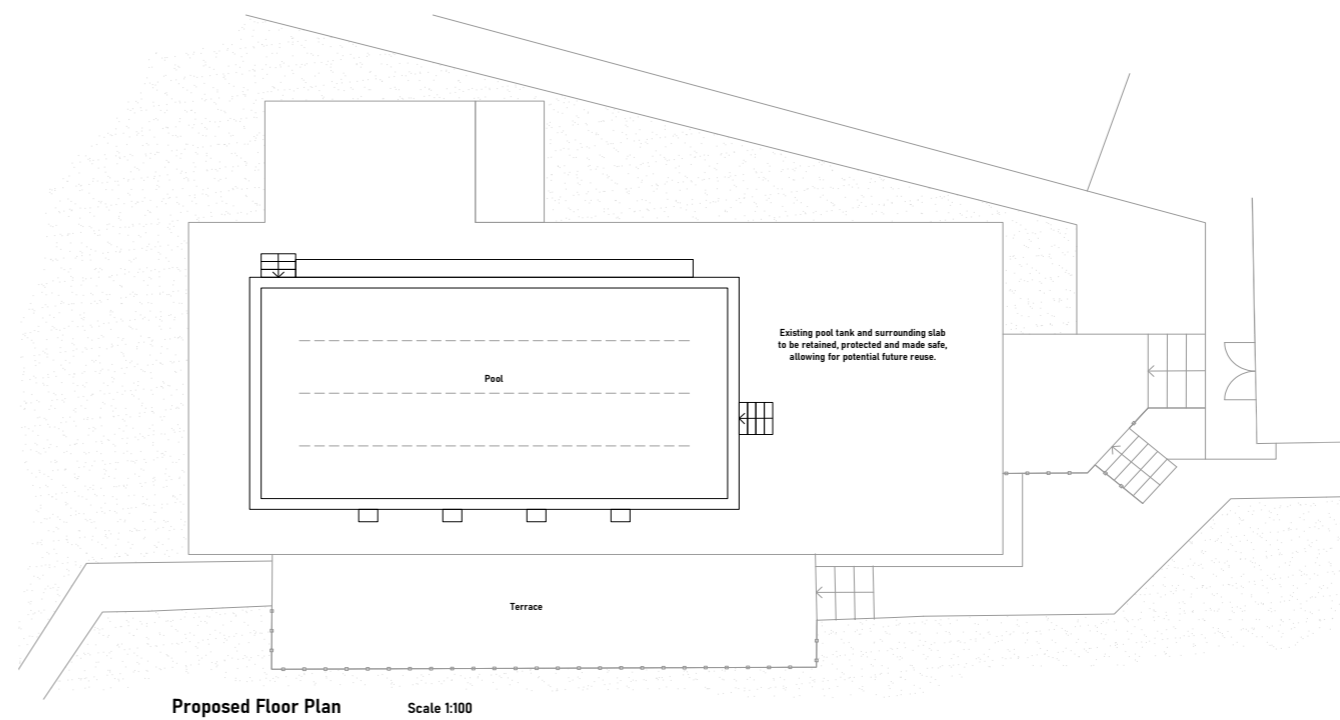 Existing pool tank and surrounding slab
to be retained, protected and made safe,
allowing for potential future reuse.
Pool
Terrace
Proposed Floor Plan Scale 1:100